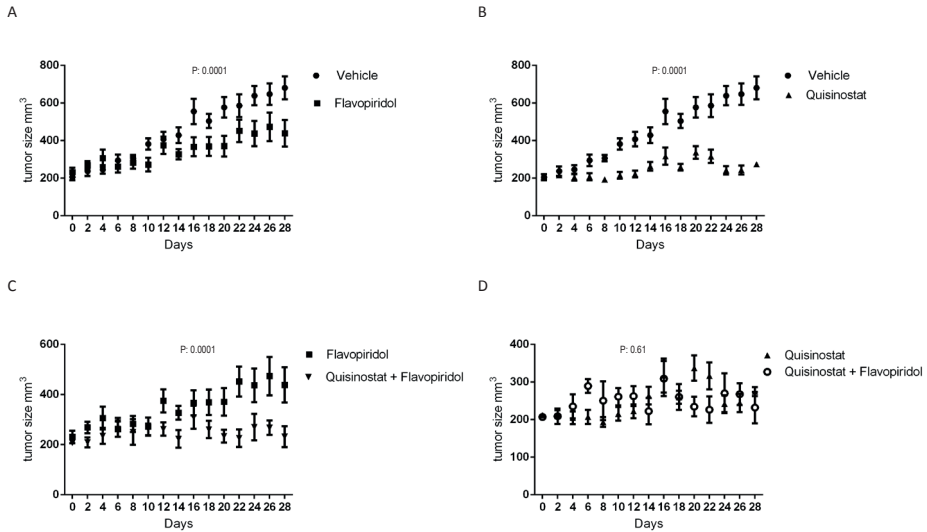 A
P: 0.0001
Vehicle
Flavopiridol
tumor size mm3
800
600
400
200
0
0 2 4 6 8 10 12 14 16 18 20 22 24 26 28
Days
B
P: 0.0001
Vehicle
Quisinostat
tumor size mm3
800
600
400
200
0
0 2 4 6 8 10 12 14 16 18 20 22 24 26 28
Days
C
P: 0.0001
Flavopiridol
Quisinostat + Flavopiridol
tumor size mm3
600
400
200
0
0 2 4 6 8 10 12 14 16 18 20 22 24 26 28
Days
D
P: 0.61
Quisinostat
Quisinostat + Flavopiridol
tumor size mm3
400
300
200
100
0
0 2 4 6 8 10 12 14 16 18 20 22 24 26 28
Days